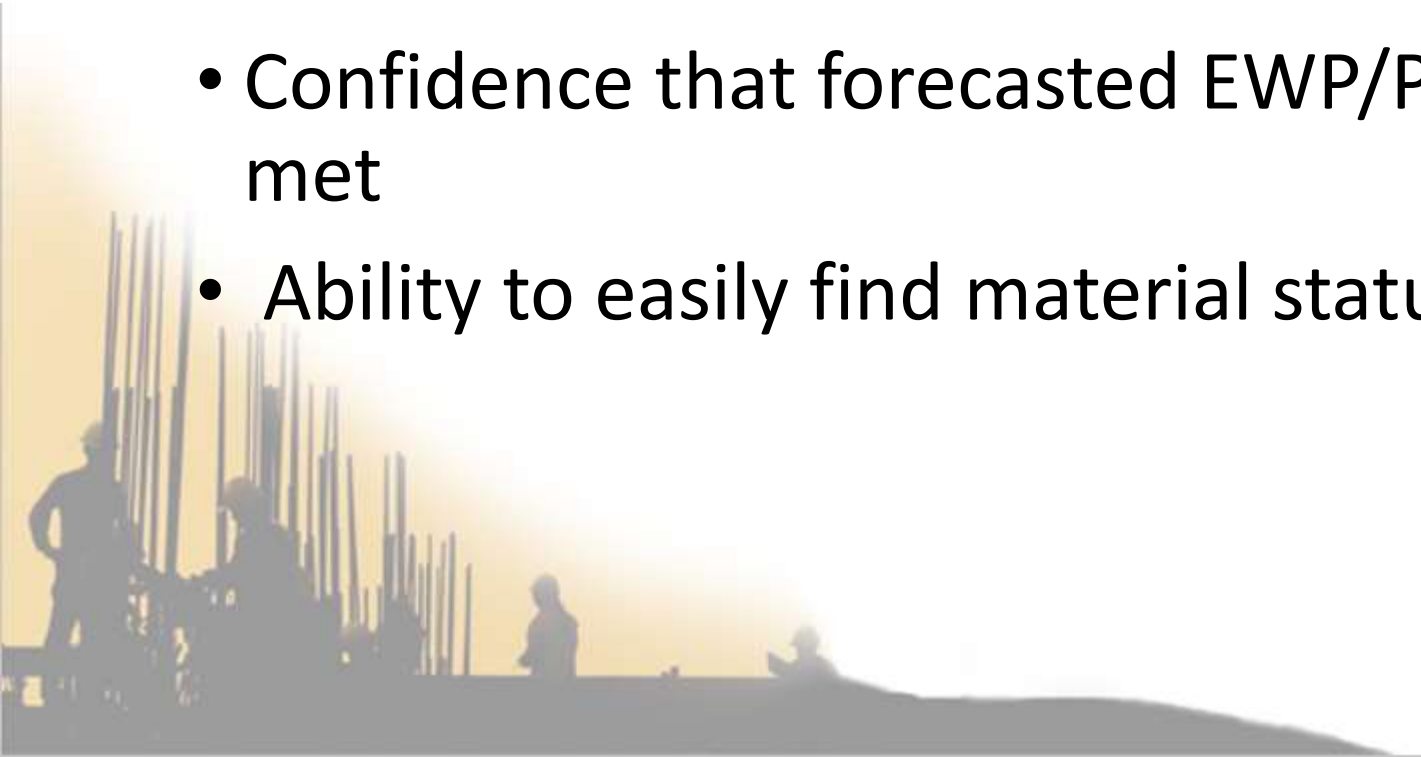 • Confidence that forecasted EWP/P
met
• Ability to easily find material statu